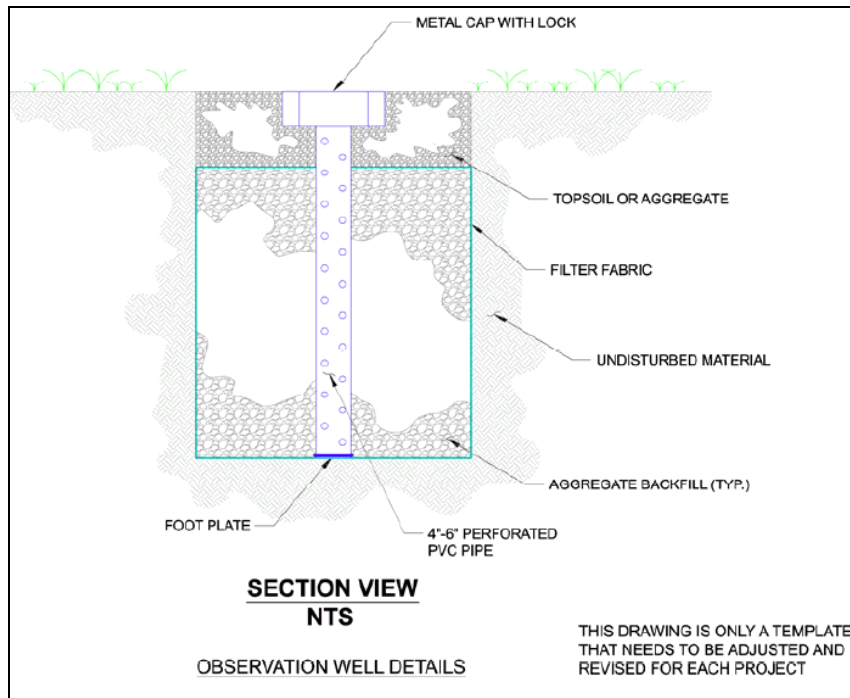 METAL CAP WITH LOCK
TOPSOIL OR AGGREGATE
FILTER FABRIC
UNDISTURBED MATERIAL
AGGREGATE BACKFILL (TYP.)
FOOT PLATE
4"-6" PERFORATED
PVC PIPE
SECTION VIEW
NTS
OBSERVATION WELL DETAILS
THIS DRAWING IS ONLY A TEMPLATE
THAT NEEDS TO BE ADJUSTED AND
REVISED FOR EACH PROJECT